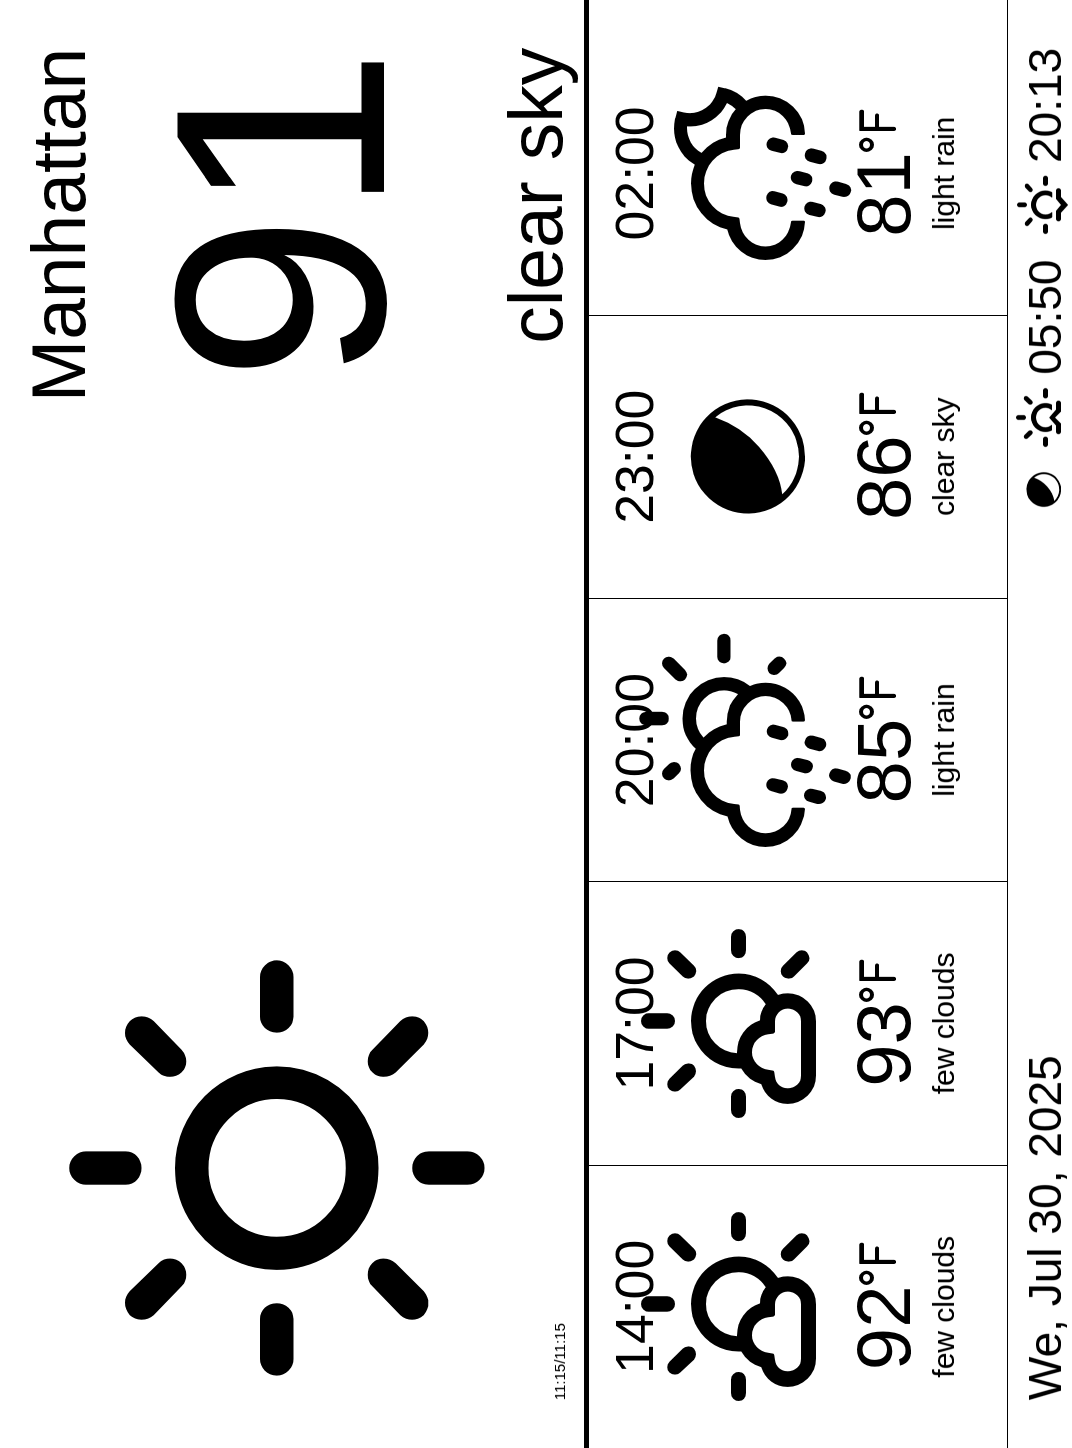 Manhattan
91
clear sky
11:15/11:15
14:00
92°F
few clouds
17:00
93°F
few clouds
20:00
85°F
light rain
23:00
86°F
clear sky
02:00
81°F
light rain
We, Jul 30, 2025
05:50
20:13